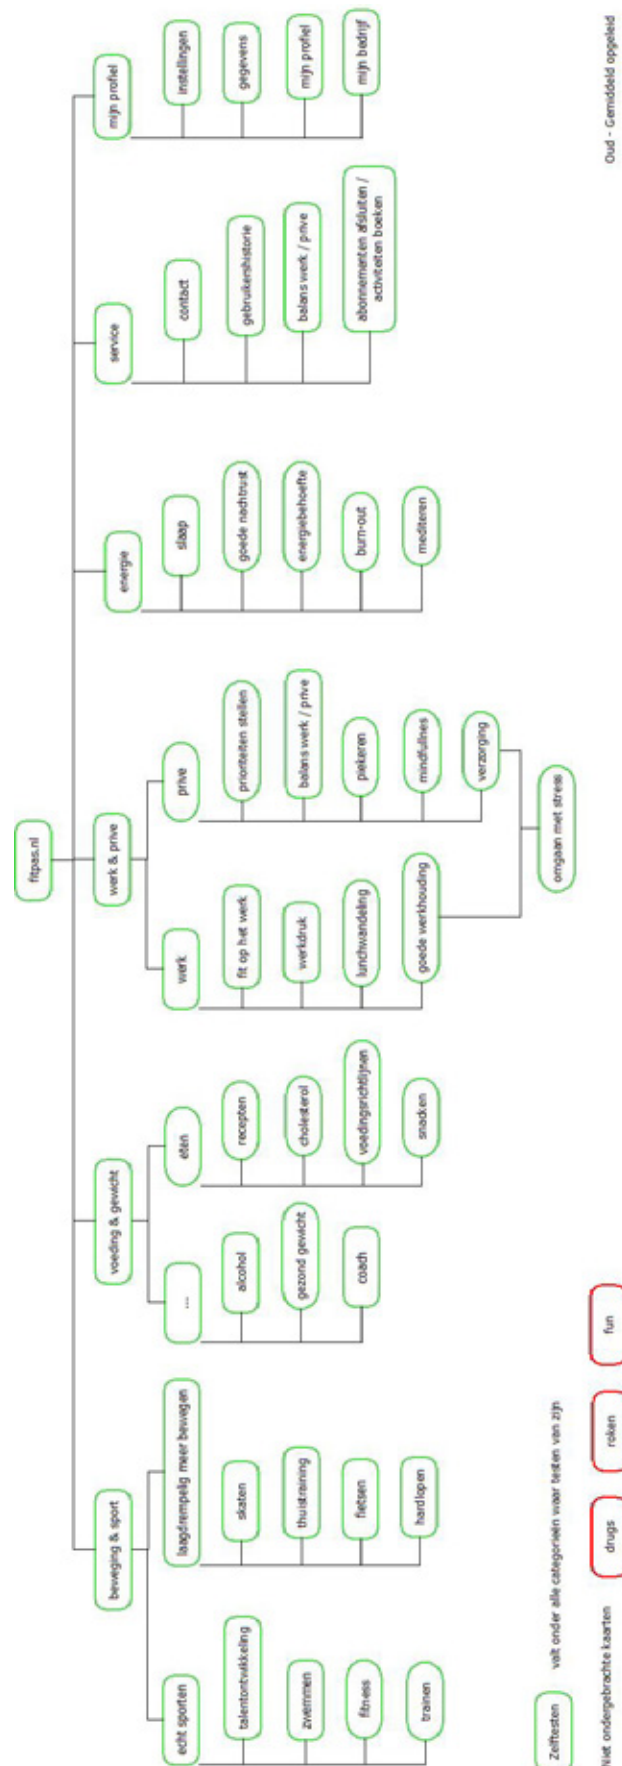 fitpas.nl
beweging & sport
echt sporten
talentontwikkeling
zwemmen
fitness
trainen
laagdrempelig meer bewegen
skaten
thuistraining
fietsen
hardlopen
voeding & gewicht
...
alcohol
gezond gewicht
coach
eten
recepten
cholesterol
voedingsrichtlijnen
snacken
werk & prive
werk
fit op het werk
werkdruk
lunchwandeling
goede werkhouding
prive
prioriteiten stellen
balans werk / prive
piekeren
mindfullnes
verzorging
omgaan met stress
energie
slaap
goede nachtrust
energiebehoefte
burn-out
mediteren
service
contact
gebruikershistorie
balans werk / prive
abonnementen afsluiten /
activiteiten boeken
mijn profiel
instellingen
gegevens
mijn profiel
mijn bedrijf
Zelftesten
valt onder alle categorieën waar testen van zijn
Niet ondergebrachte kaarten
drugs
roken
fun
Oud - Gemiddeld opgeleid